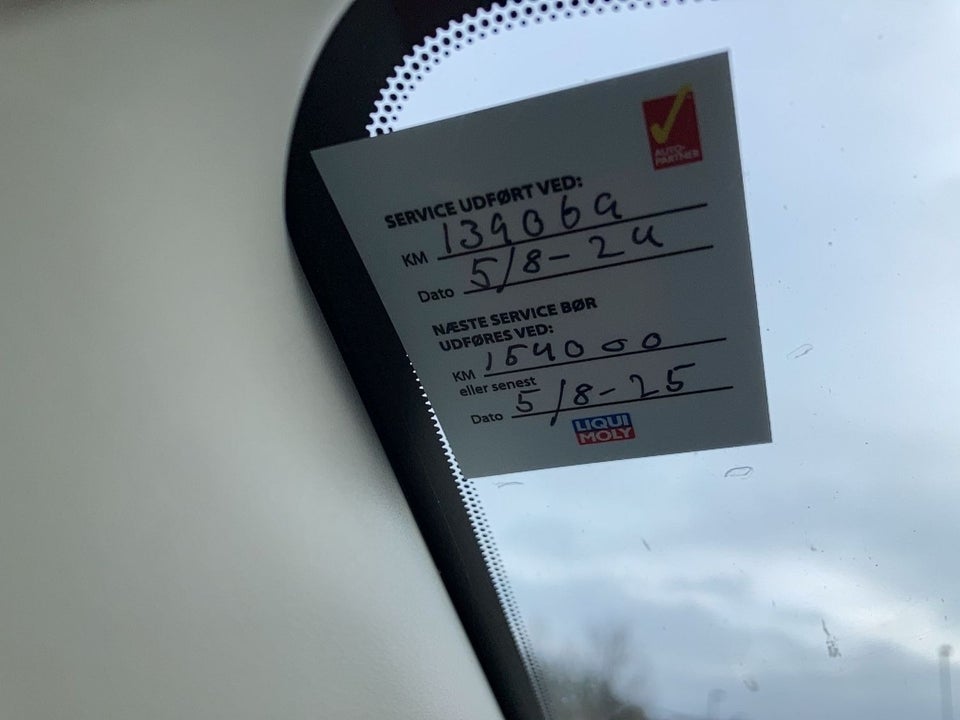 AUTO-
PARTNER
SERVICE UDFØRT VED:
KM 139069
Dato 5/8-24
NÆSTE SERVICE BØR
UDFØRES VED:
KM 154000
eller senest
Dato 5/8-25
LIQUI
MOLY